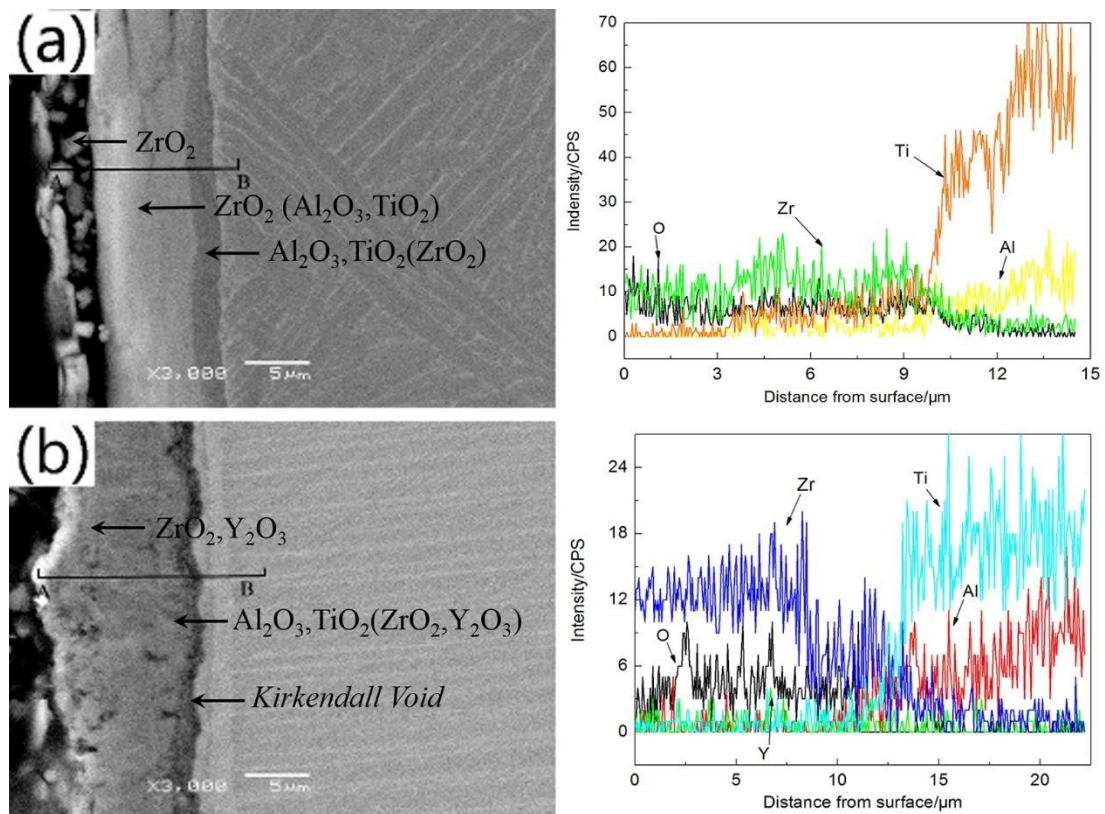 (a)
ZrO₂
A
B
ZrO₂ (Al₂O₃,TiO₂)
Al₂O₃,TiO₂(ZrO₂)
X3,000 5µm
70
60
50
40
30
20
10
0
Indensity/CPS
Ti
Zr
O
Al
0 3 6 9 12 15
Distance from surface/µm
(b)
ZrO₂,Y₂O₃
A
B
Al₂O₃,TiO₂(ZrO₂,Y₂O₃)
Kirkendall Void
X3,000 5µm
24
18
12
6
0
Intensity/CPS
Zr
Ti
Al
O
Y
0 5 10 15 20
Distance from surface/µm